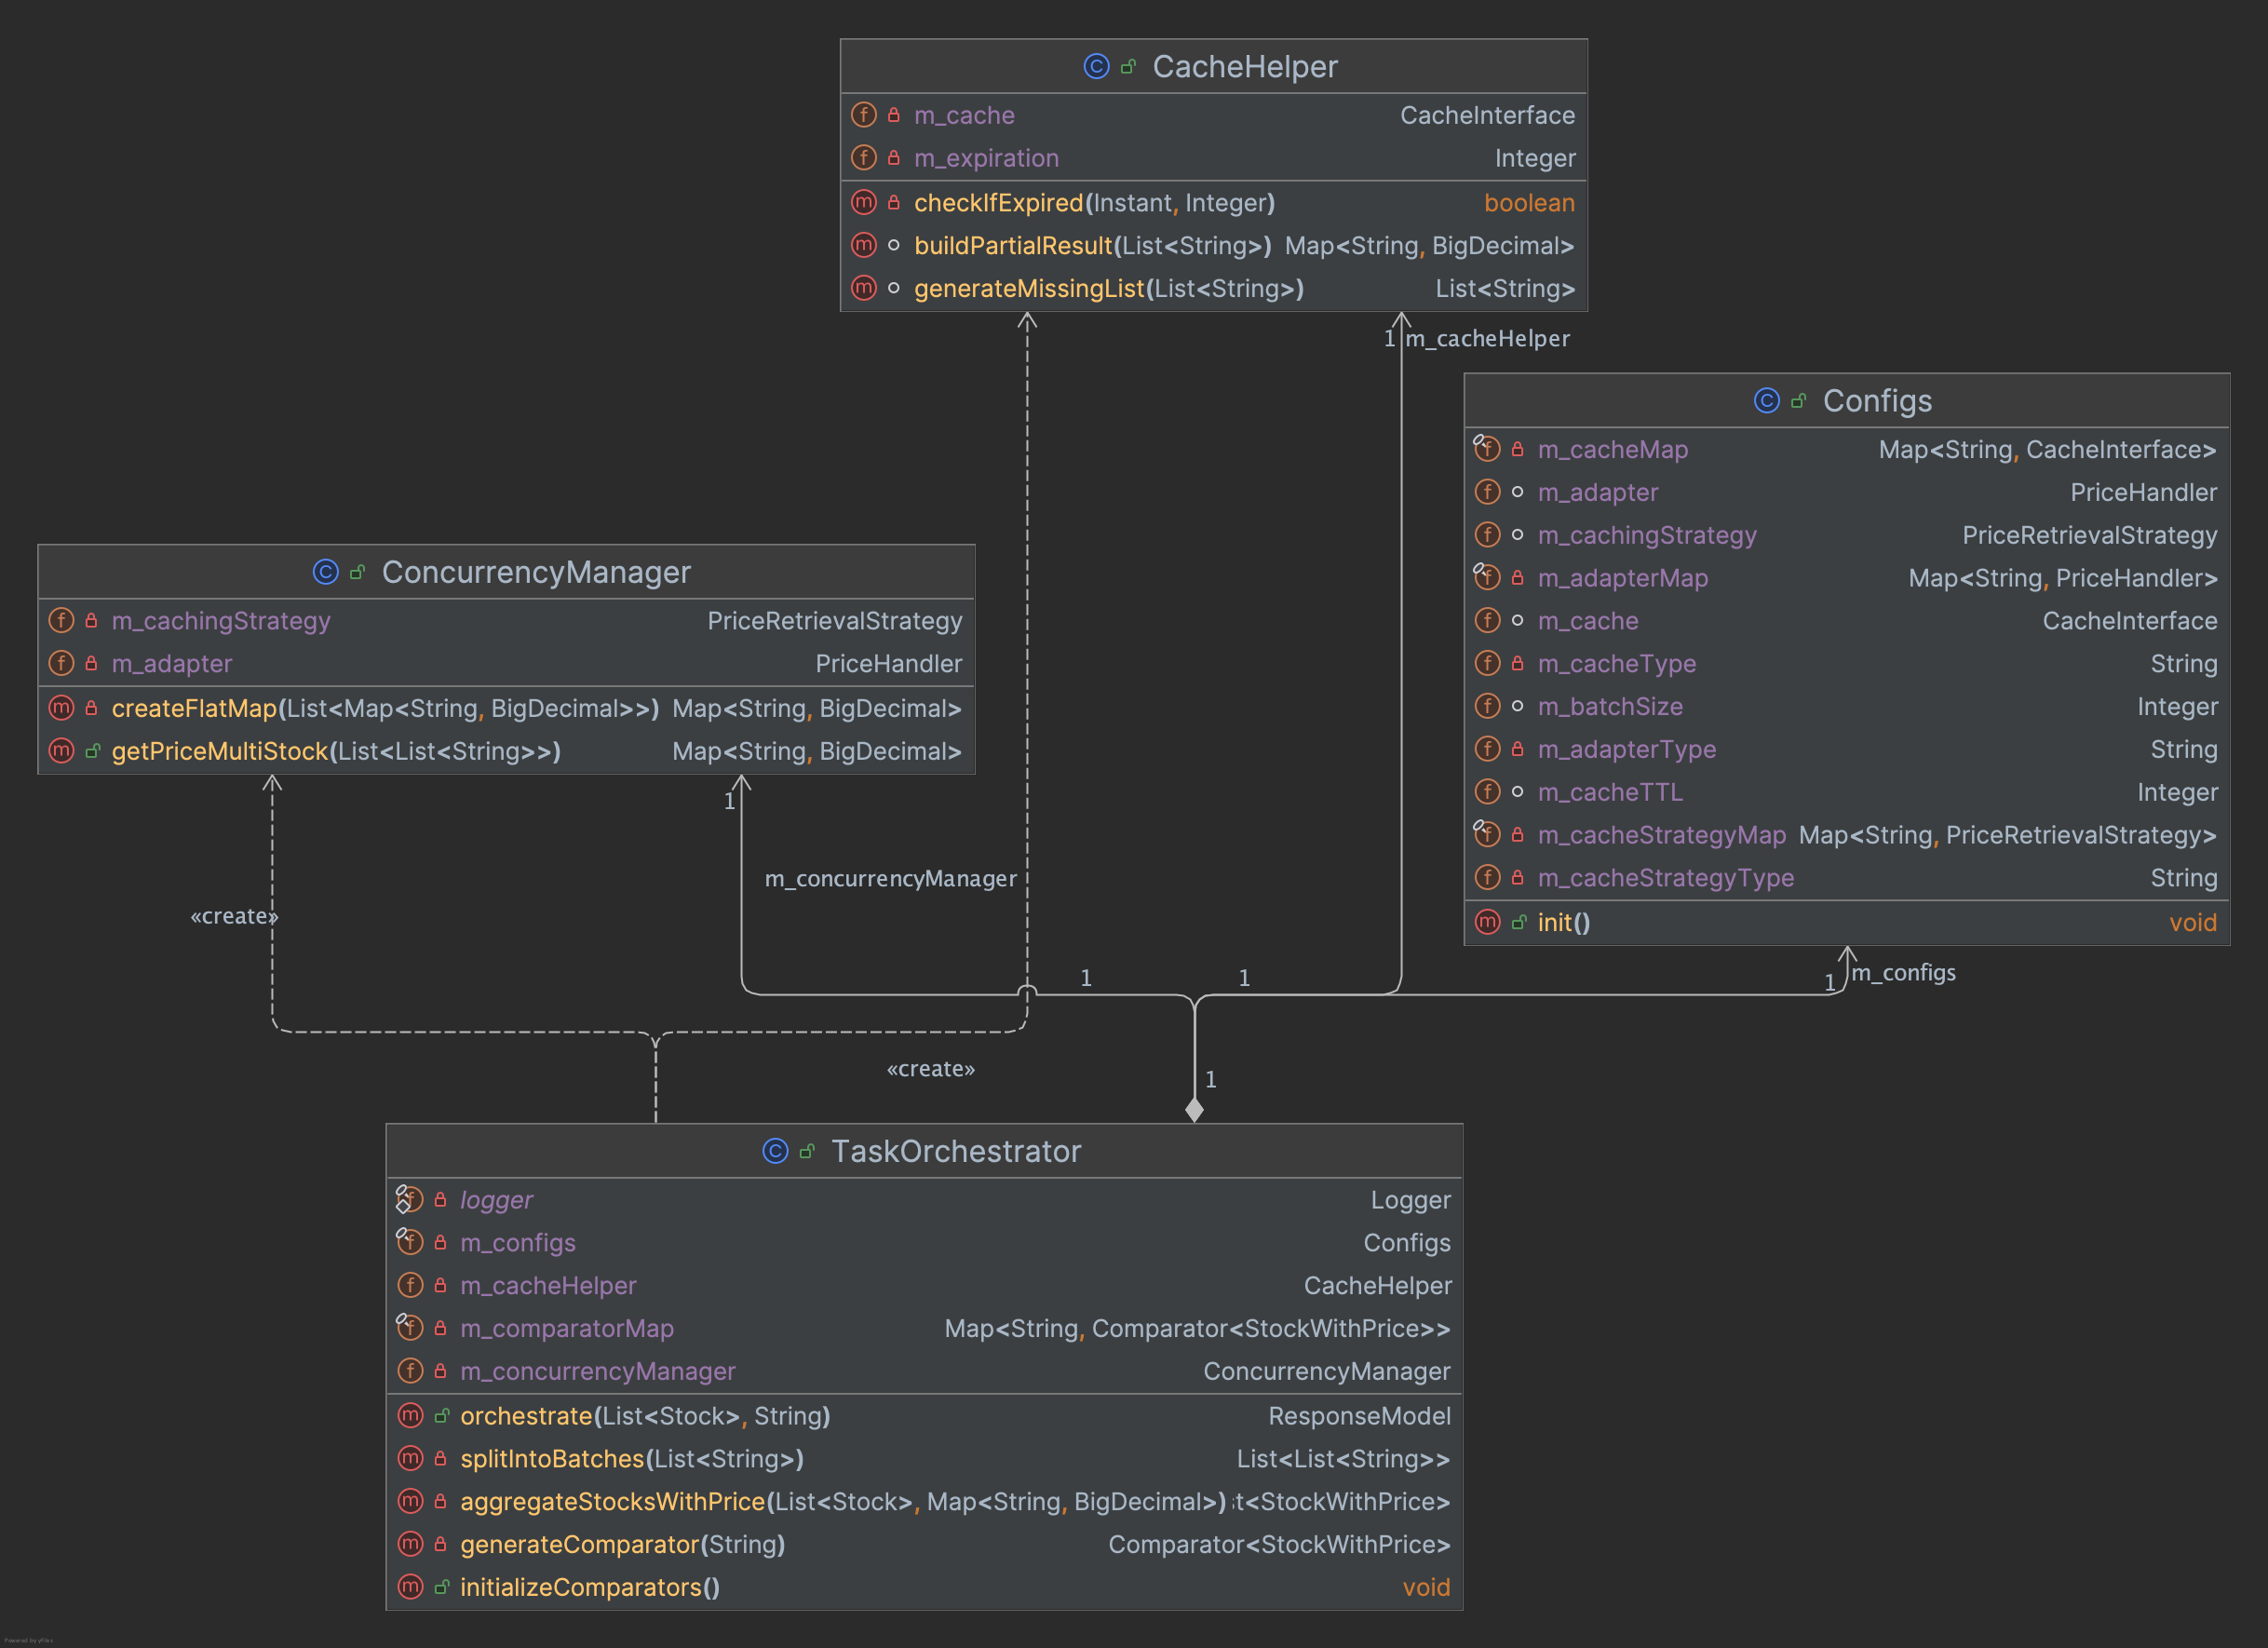 CacheHelper
m_cache CacheInterface
m_expiration Integer
checkIfExpired(Instant, Integer) boolean
buildPartialResult(List<String>) Map<String, BigDecimal>
generateMissingList(List<String>) List<String>
1 m_cacheHelper
Configs
m_cacheMap Map<String, CacheInterface>
m_adapter PriceHandler
m_cachingStrategy PriceRetrievalStrategy
m_adapterMap Map<String, PriceHandler>
m_cache CacheInterface
m_cacheType String
m_batchSize Integer
m_adapterType String
m_cacheTTL Integer
m_cacheStrategyMap Map<String, PriceRetrievalStrategy>
m_cacheStrategyType String
init() void
1 m_configs
ConcurrencyManager
m_cachingStrategy PriceRetrievalStrategy
m_adapter PriceHandler
createFlatMap(List<Map<String, BigDecimal>>) Map<String, BigDecimal>
getPriceMultiStock(List<List<String>>) Map<String, BigDecimal>
1
m_concurrencyManager
«create»
1
1
«create»
1
TaskOrchestrator
logger Logger
m_configs Configs
m_cacheHelper CacheHelper
m_comparatorMap Map<String, Comparator<StockWithPrice>>
m_concurrencyManager ConcurrencyManager
orchestrate(List<Stock>, String) ResponseModel
splitIntoBatches(List<String>) List<List<String>>
aggregateStocksWithPrice(List<Stock>, Map<String, BigDecimal>) t<StockWithPrice>
generateComparator(String) Comparator<StockWithPrice>
initializeComparators() void
Powered by yFiles